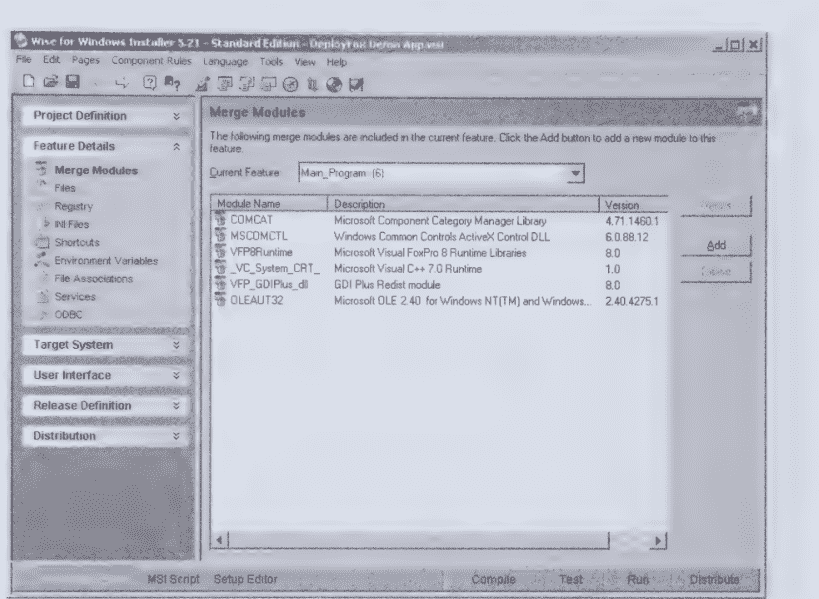 Wise for Windows Installer 5.21 - Standard Edition - DeployFox Demo App.wsi
File Edit Pages Component Rules Language Tools View Help
Project Definition
Feature Details
Merge Modules
Files
Registry
INI Files
Shortcuts
Environment Variables
File Associations
Services
ODBC
Target System
User Interface
Release Definition
Distribution
Merge Modules
The following merge modules are included in the current feature. Click the Add button to add a new module to this
feature.
Current Feature: Main_Program (6)
Module Name Description Version
COMCAT Microsoft Component Category Manager Library 4.71.1460.1
MSCOMCTL Windows Common Controls ActiveX Control DLL 6.0.88.12
VFP8Runtime Microsoft Visual FoxPro 8 Runtime Libraries 8.0
_VC_System_CRT_ Microsoft Visual C++ 7.0 Runtime 1.0
VFP_GDIPlus_dll GDI Plus Redist module 8.0
OLEAUT32 Microsoft OLE 2.40 for Windows NT(TM) and Windows... 2.40.4275.1
Add
Delete
MSI Script Setup Editor Compile Test Run Distribute